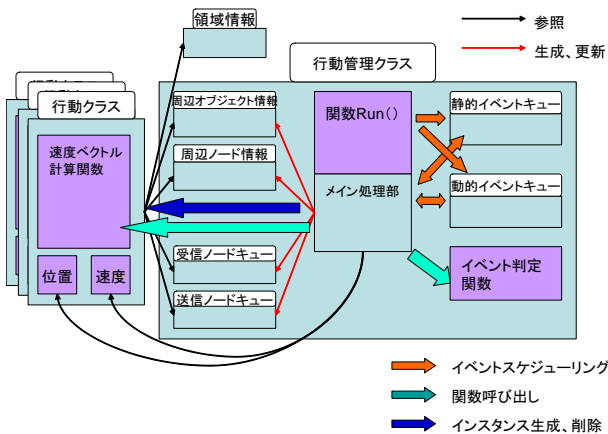 領域情報
参照
生成、更新
行動管理クラス
行動クラス
周辺オブジェクト情報
関数Run()
静的イベントキュー
速度ベクトル
計算関数
周辺ノード情報
メイン処理部
動的イベントキュー
受信ノードキュー
イベント判定
関数
位置
速度
送信ノードキュー
イベントスケジューリング
関数呼び出し
インスタンス生成、削除